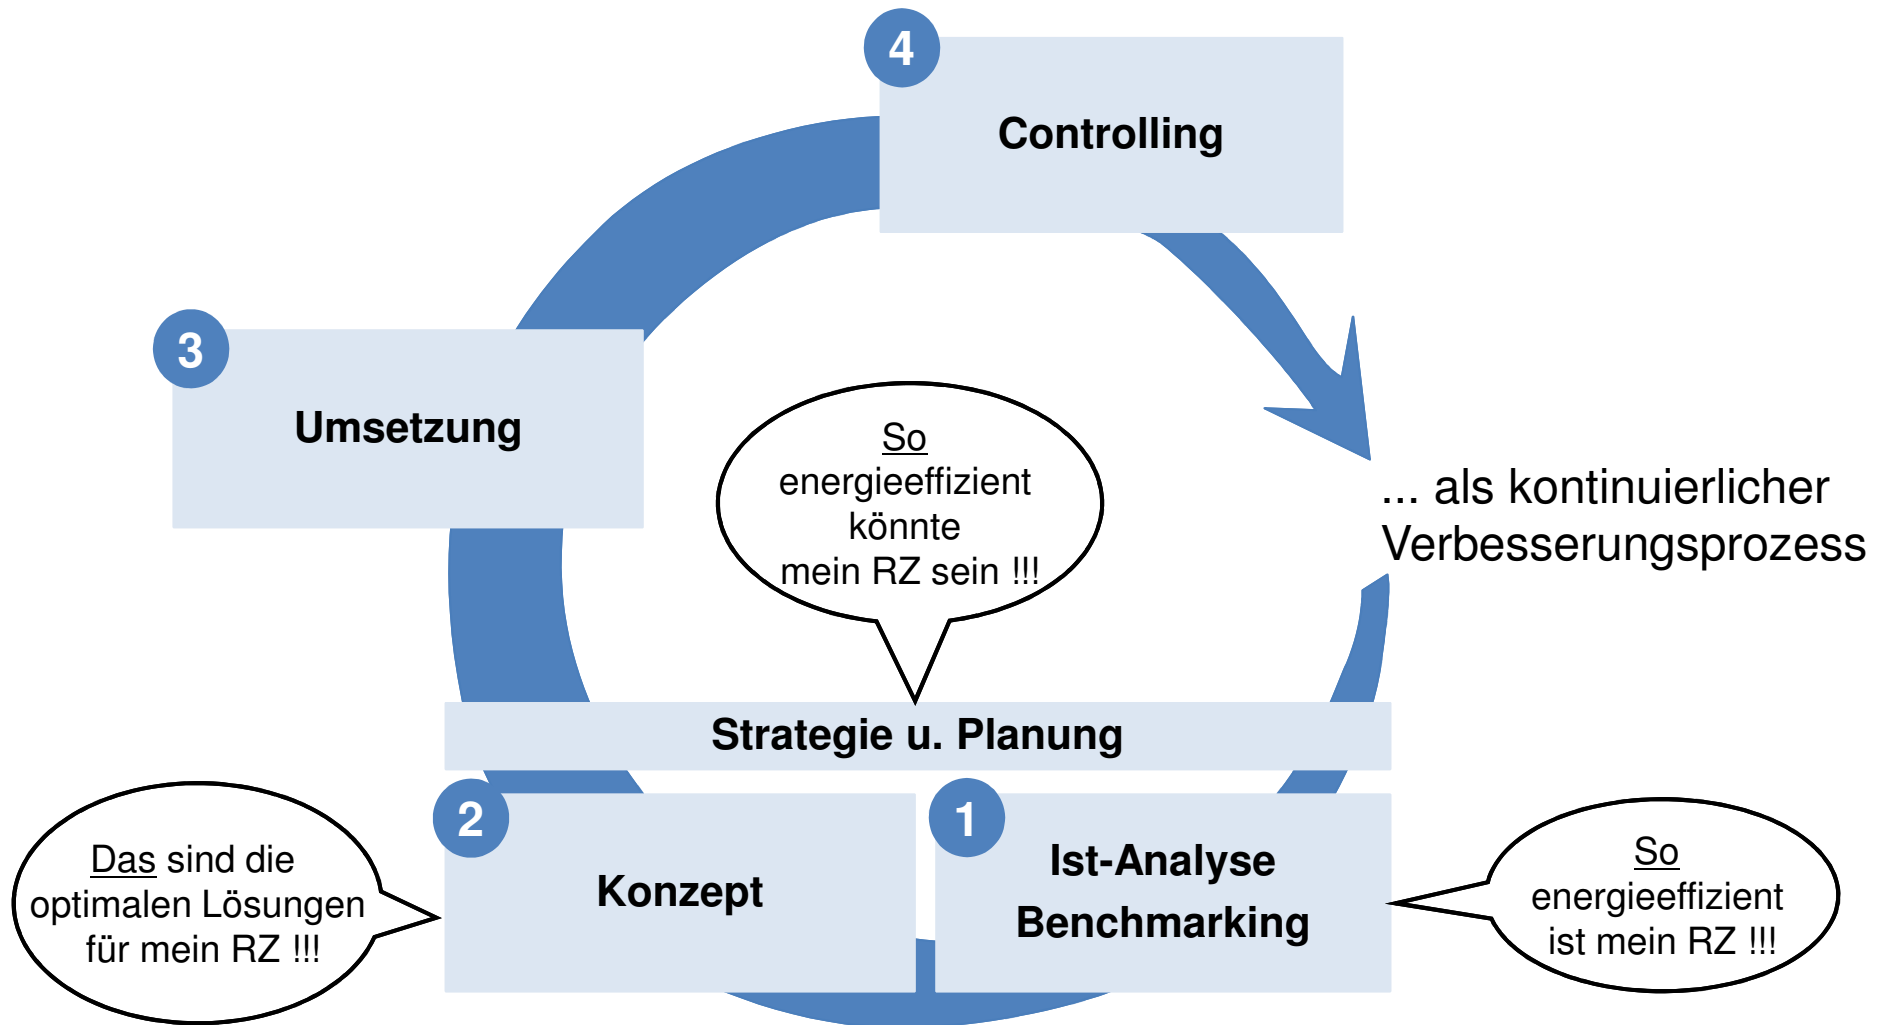 4
Controlling
3
Umsetzung
So
energieeffizient
könnte
mein RZ sein !!!
... als kontinuierlicher
Verbesserungsprozess
Strategie u. Planung
2
Konzept
1
Ist-Analyse
Benchmarking
Das sind die
optimalen Lösungen
für mein RZ !!!
So
energieeffizient
ist mein RZ !!!